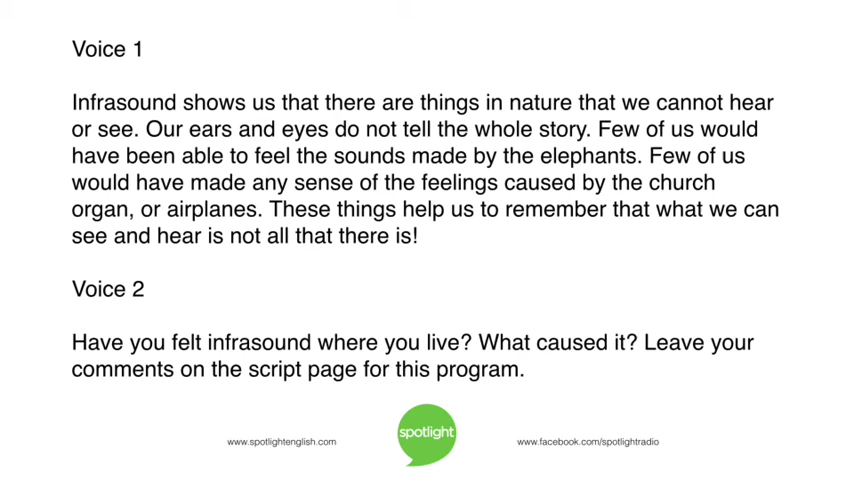 Voice 1
Infrasound shows us that there are things in nature that we cannot hear
or see. Our ears and eyes do not tell the whole story. Few of us would
have been able to feel the sounds made by the elephants. Few of us
would have made any sense of the feelings caused by the church
organ, or airplanes. These things help us to remember that what we can
see and hear is not all that there is!
Voice 2
Have you felt infrasound where you live? What caused it? Leave your
comments on the script page for this program.
www.spotlightenglish.com
spotlight
www.facebook.com/spotlightradio